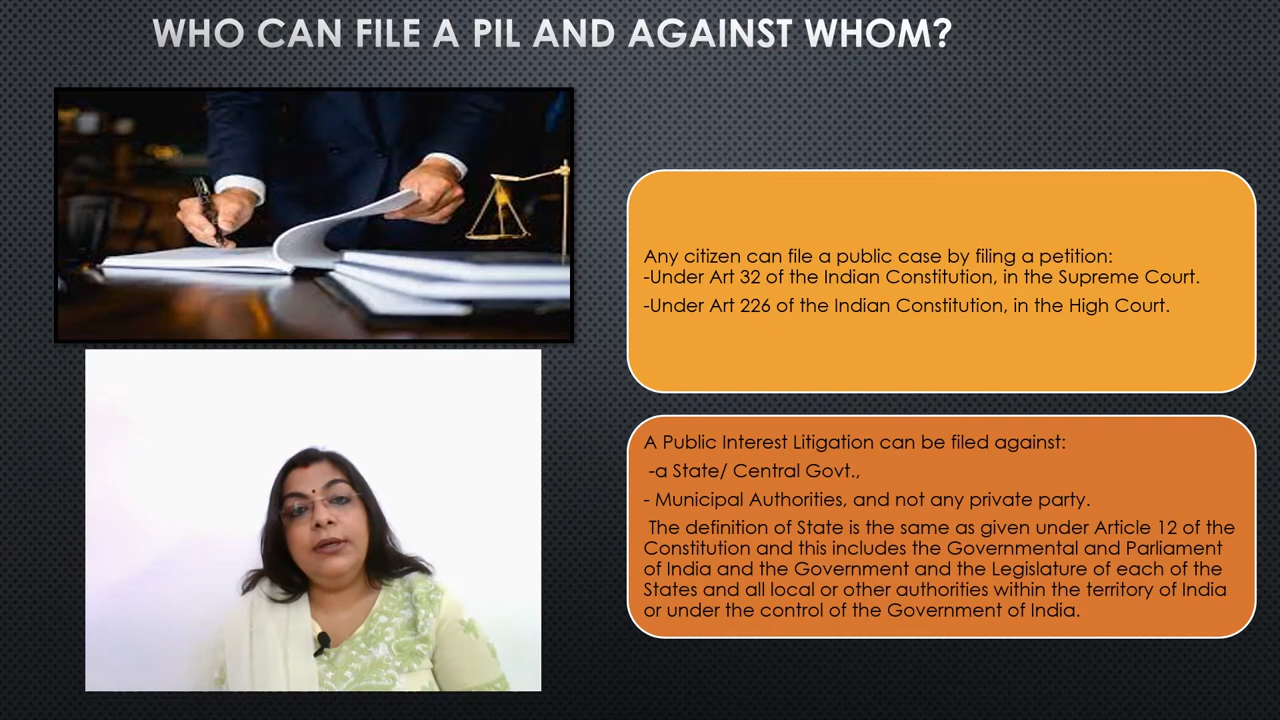 WHO CAN FILE A PIL AND AGAINST WHOM?
Any citizen can file a public case by filing a petition:
-Under Art 32 of the Indian Constitution, in the Supreme Court.
-Under Art 226 of the Indian Constitution, in the High Court.
A Public Interest Litigation can be filed against:
-a State/ Central Govt.,
- Municipal Authorities, and not any private party.
The definition of State is the same as given under Article 12 of the
Constitution and this includes the Governmental and Parliament
of India and the Government and the Legislature of each of the
States and all local or other authorities within the territory of India
or under the control of the Government of India.